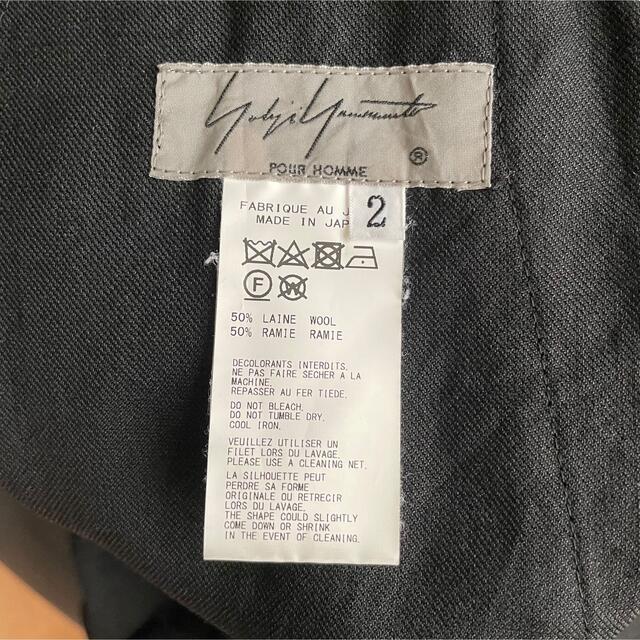 Yohji Yamamoto
®
POUR HOMME
FABRIQUE AU J
MADE IN JAP
2
F W
50% LAINE WOOL
50% RAMIE RAMIE
DECOLORANTS INTERDITS.
NE PAS FAIRE SECHER A LA
MACHINE.
REPASSER AU FER TIEDE.
DO NOT BLEACH.
DO NOT TUMBLE DRY.
COOL IRON.
VEUILLEZ UTILISER UN
FILET LORS DU LAVAGE.
PLEASE USE A CLEANING NET.
LA SILHOUETTE PEUT
PERDRE SA FORME
ORIGINALE OU RETRECIR
LORS DU LAVAGE.
THE SHAPE COULD SLIGHTLY
COME DOWN OR SHRINK
IN THE EVENT OF CLEANING.